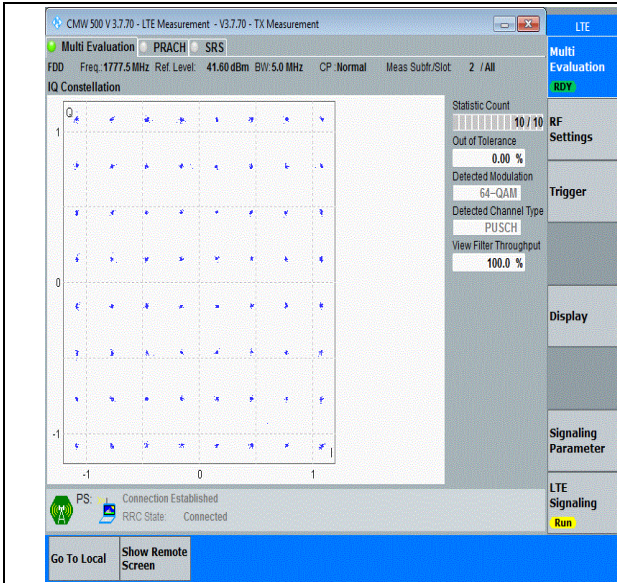 CMW 500 V 3.7.70 - LTE Measurement - V3.7.70 - TX Measurement
LTE
Multi Evaluation PRACH SRS
FDD Freq.:1777.5 MHz Ref. Level: 41.60 dBm BW:5.0 MHz CP :Normal Meas Subfr./Slot: 2 / All
IQ Constellation
Q
1
0
-1
I
-1 0 1
Statistic Count
10 / 10
Out of Tolerance
0.00 %
Detected Modulation
64-QAM
Detected Channel Type
PUSCH
View Filter Throughput
100.0 %
PS: Connection Established
RRC State: Connected
Multi
Evaluation
RDY
RF
Settings
Trigger
Display
Signaling
Parameter
LTE
Signaling
Run
Go To Local
Show Remote
Screen